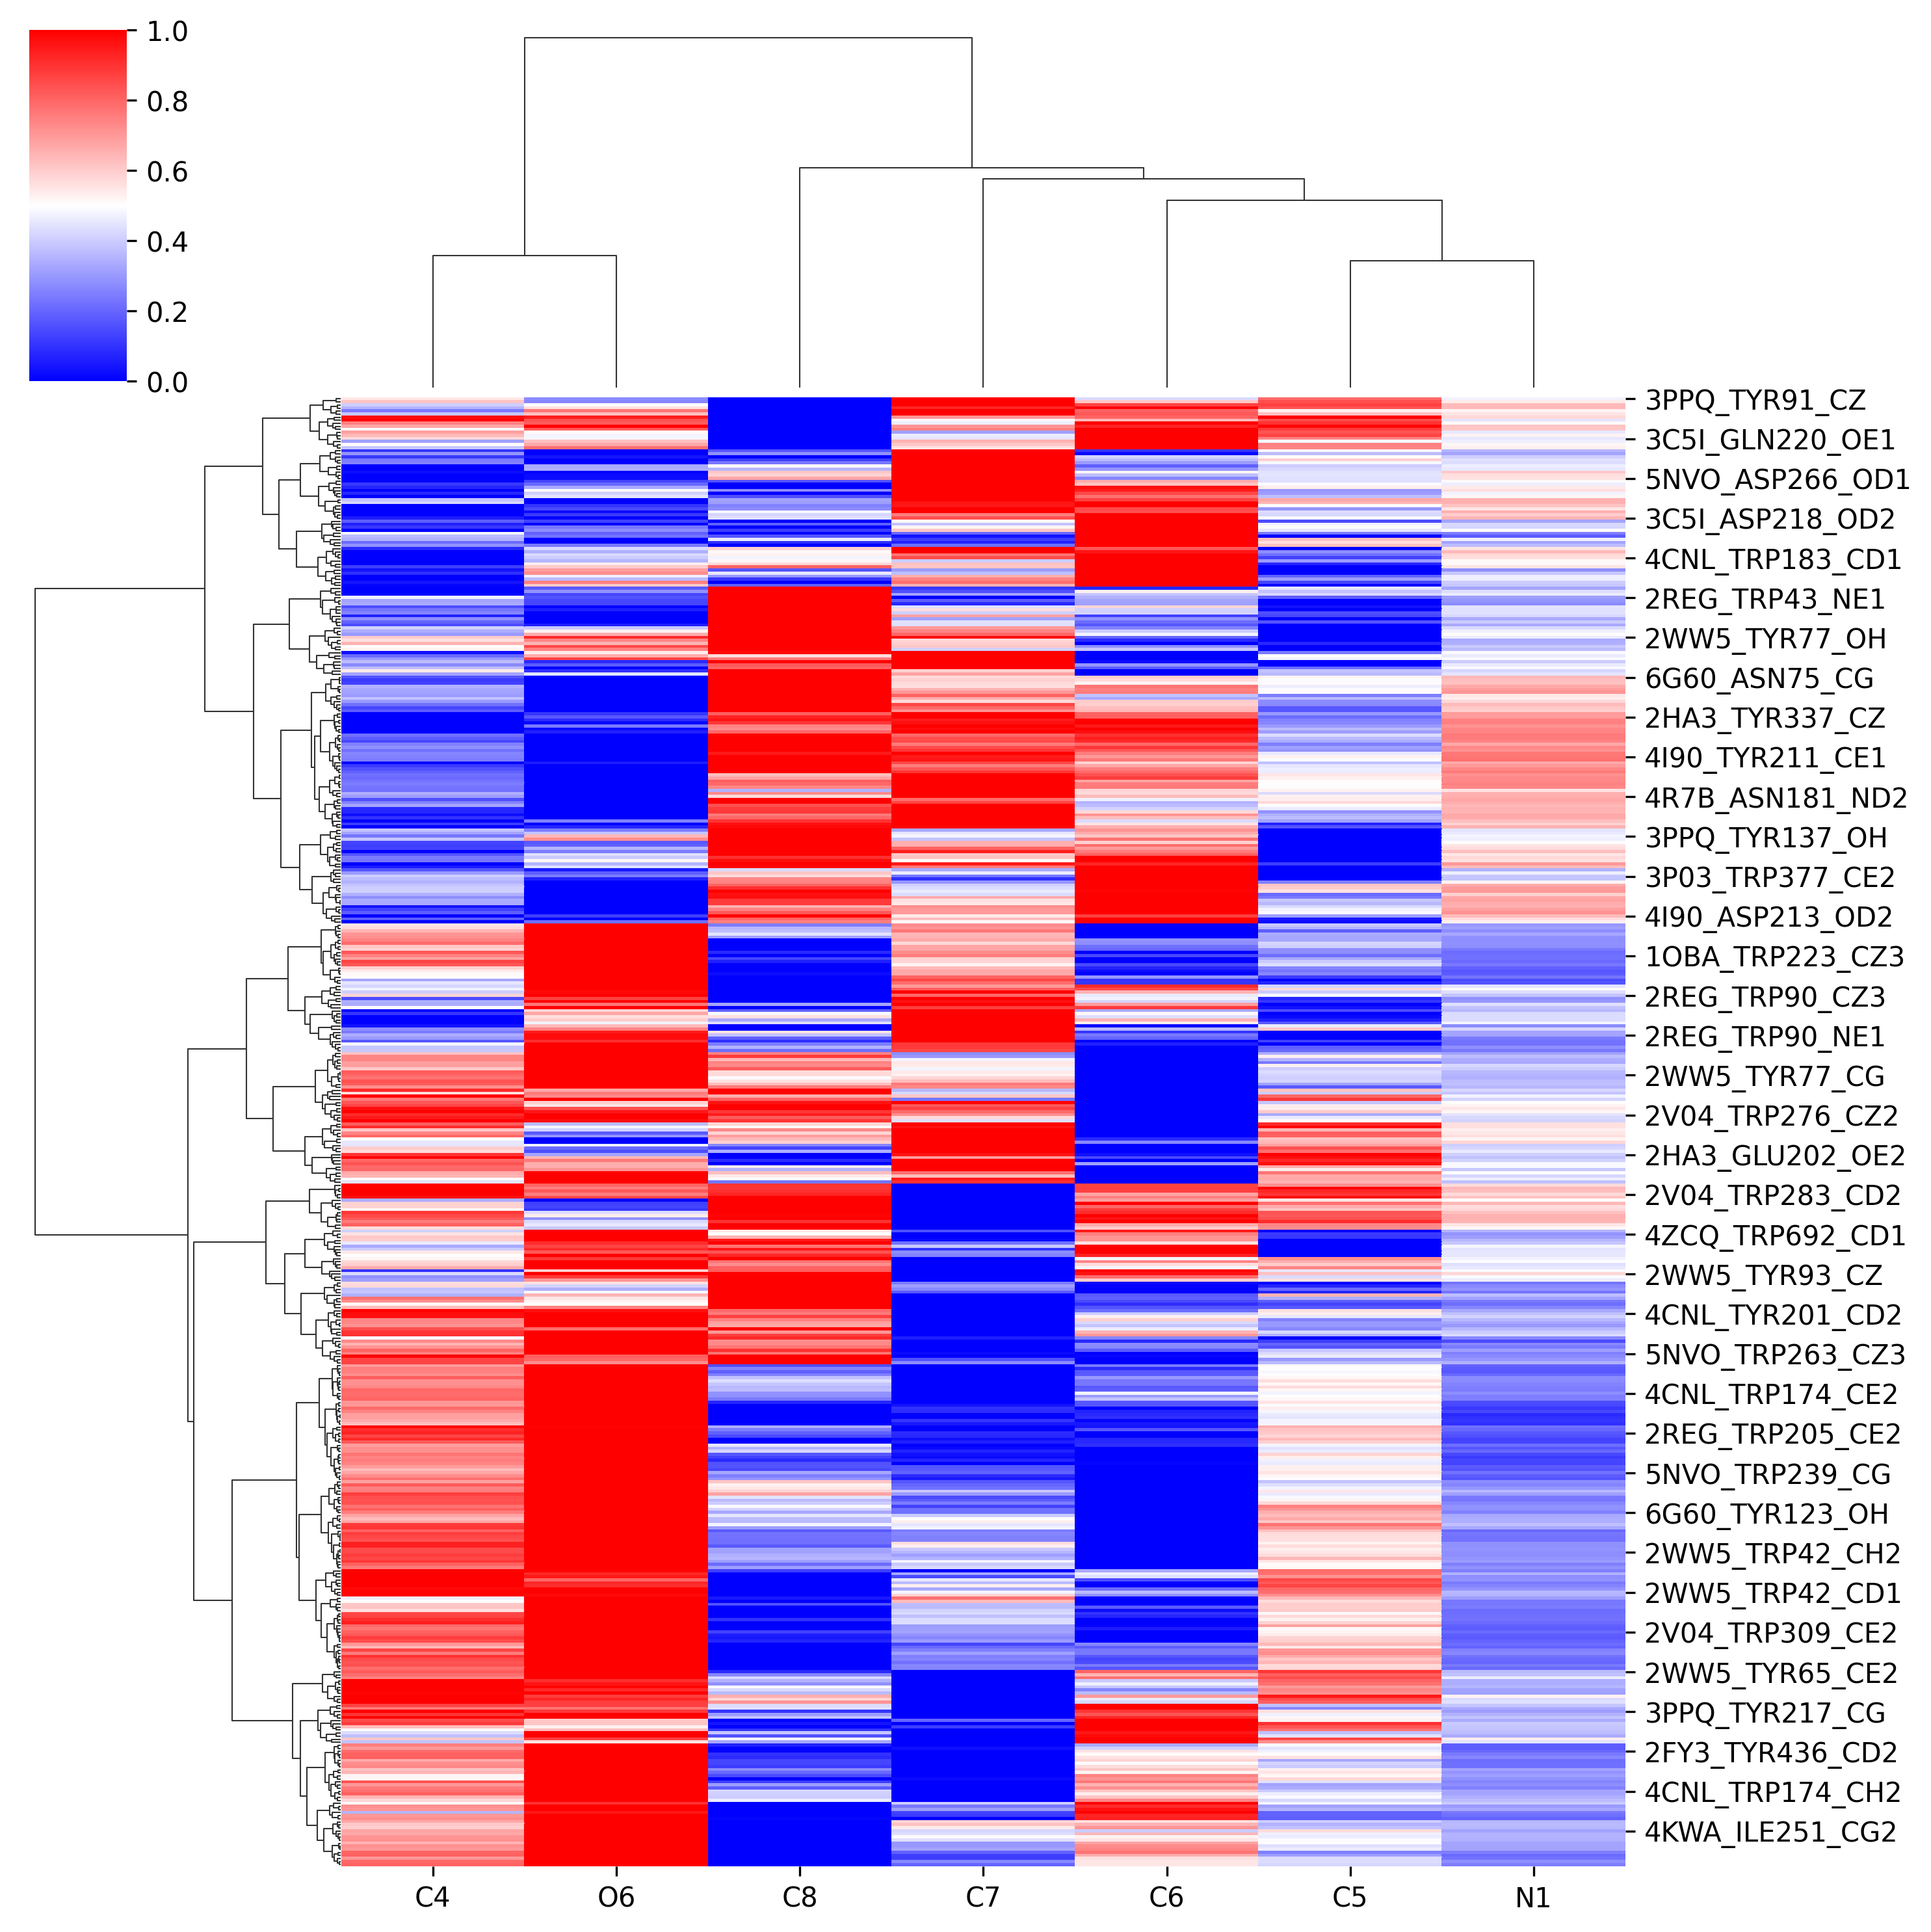 1.0
0.8
0.6
0.4
0.2
0.0
3PPQ_TYR91_CZ
3C5I_GLN220_OE1
5NVO_ASP266_OD1
3C5I_ASP218_OD2
4CNL_TRP183_CD1
2REG_TRP43_NE1
2WW5_TYR77_OH
6G60_ASN75_CG
2HA3_TYR337_CZ
4I90_TYR211_CE1
4R7B_ASN181_ND2
3PPQ_TYR137_OH
3P03_TRP377_CE2
4I90_ASP213_OD2
1OBA_TRP223_CZ3
2REG_TRP90_CZ3
2REG_TRP90_NE1
2WW5_TYR77_CG
2V04_TRP276_CZ2
2HA3_GLU202_OE2
2V04_TRP283_CD2
4ZCQ_TRP692_CD1
2WW5_TYR93_CZ
4CNL_TYR201_CD2
5NVO_TRP263_CZ3
4CNL_TRP174_CE2
2REG_TRP205_CE2
5NVO_TRP239_CG
6G60_TYR123_OH
2WW5_TRP42_CH2
2WW5_TRP42_CD1
2V04_TRP309_CE2
2WW5_TYR65_CE2
3PPQ_TYR217_CG
2FY3_TYR436_CD2
4CNL_TRP174_CH2
4KWA_ILE251_CG2
C4 O6 C8 C7 C6 C5 N1